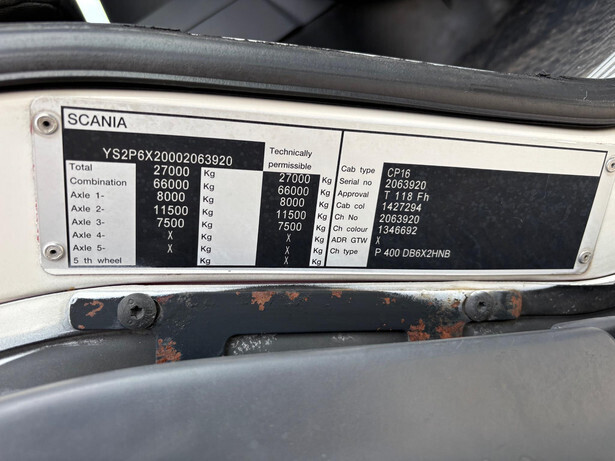 SCANIA
YS2P6X20002063920 Technically permissible
Total 27000 Kg 27000 Kg
Combination 66000 Kg 66000 Kg
Axle 1- 8000 Kg 8000 Kg
Axle 2- 11500 Kg 11500 Kg
Axle 3- 7500 Kg 7500 Kg
Axle 4- X Kg X Kg
Axle 5- X Kg X Kg
5 th wheel Kg X Kg
Cab type CP16
Serial no 2063920
Approval T 118 Fh
Cab col 1427294
Ch No 2063920
Ch colour 1346692
ADR GTW X
Ch type P 400 DB6X2HNB